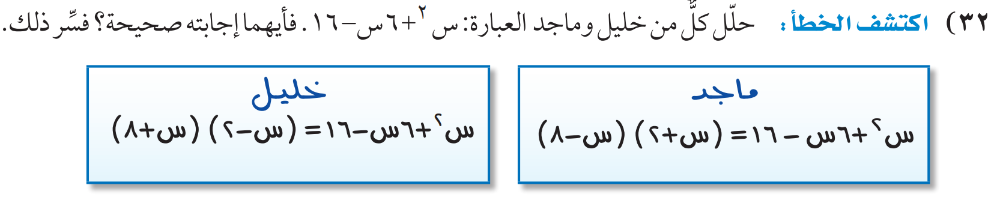 ٣٢) اكتشف الخطأ : حلّل كلٌّ من خليل وماجد العبارة: س٢ +٦س–١٦ . فأيهما إجابته صحيحة؟ فسِّر ذلك.
ماجد
س٢ +٦س – ١٦ = (س+٢) (س–٨)
خليل
س٢ +٦س–١٦ = (س–٢) (س+٨)